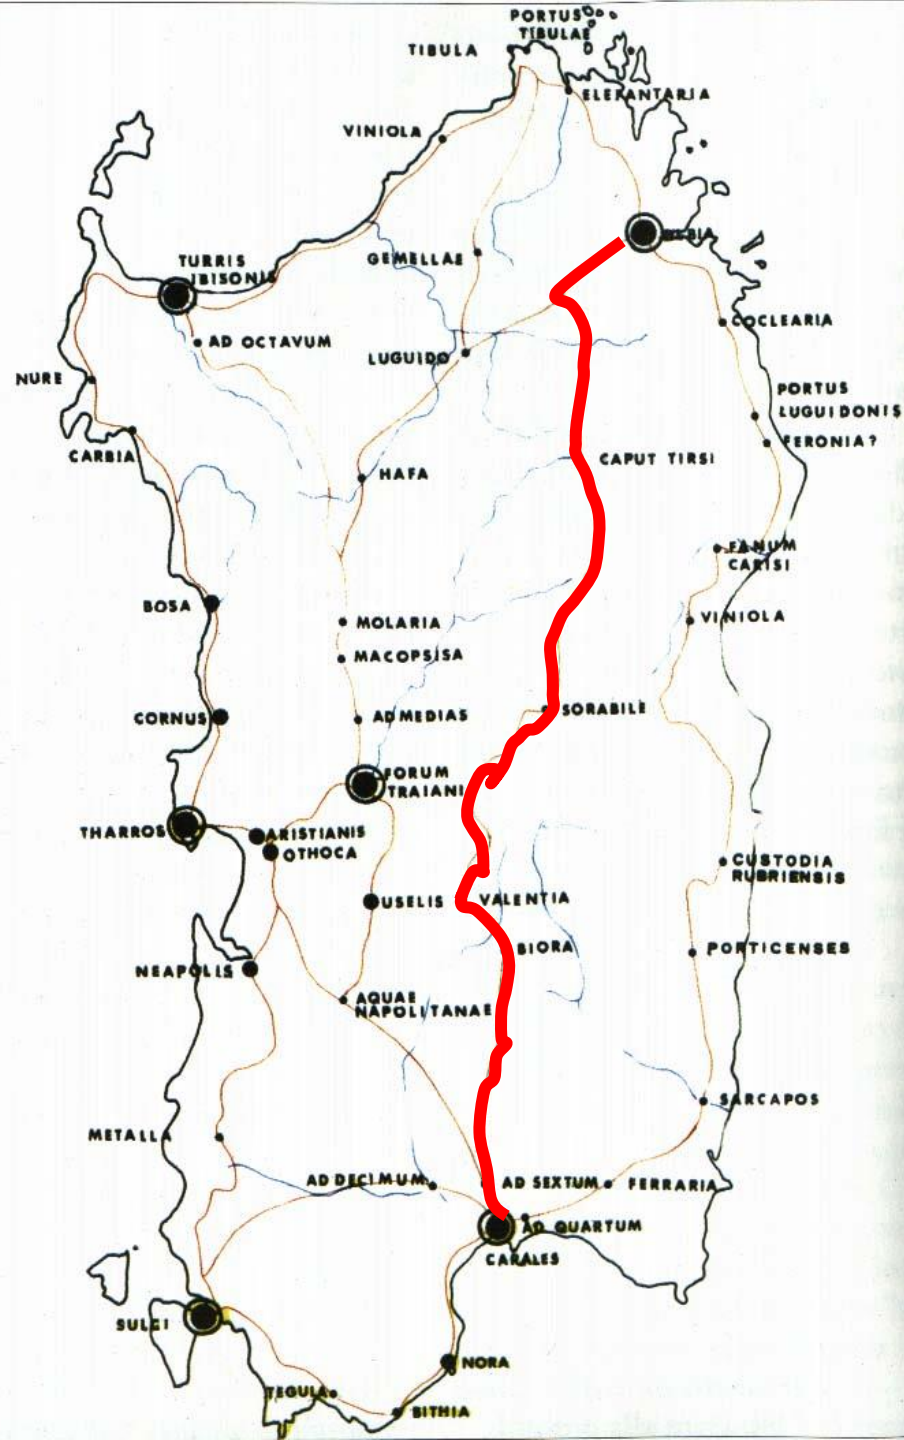 PORTUS
TIBULAE
TIBULA
ELEFANTARIA
VINIOLA
TURRIS
GEMELLAE
COCLEARIA
AD OCTAVUM
LUGUIDO
NURE
PORTUS
LUGUIDONIS
FERONIA?
CARBIA
CAPUT TIRSI
HAFA
FANUM
CARISI
BOSA
VINIOLA
MOLARIA
MACOPSISA
CORNUS
AD MEDIAS
SORABILE
FORUM
TRAIANI
THARROS
ARISTIANIS
OTHOCA
CUSTODIA
RUBRIENSIS
USELIS
VALENTIA
BIORA
PORTICENSES
NEAPOLIS
AQUAE
NAPOLITANAE
SARCAPOS
METALLA
AD DECIMUM
AD SEXTUM
FERRARIA
AD QUARTUM
CARALES
SULCI
NORA
TEGULA
BITHIA